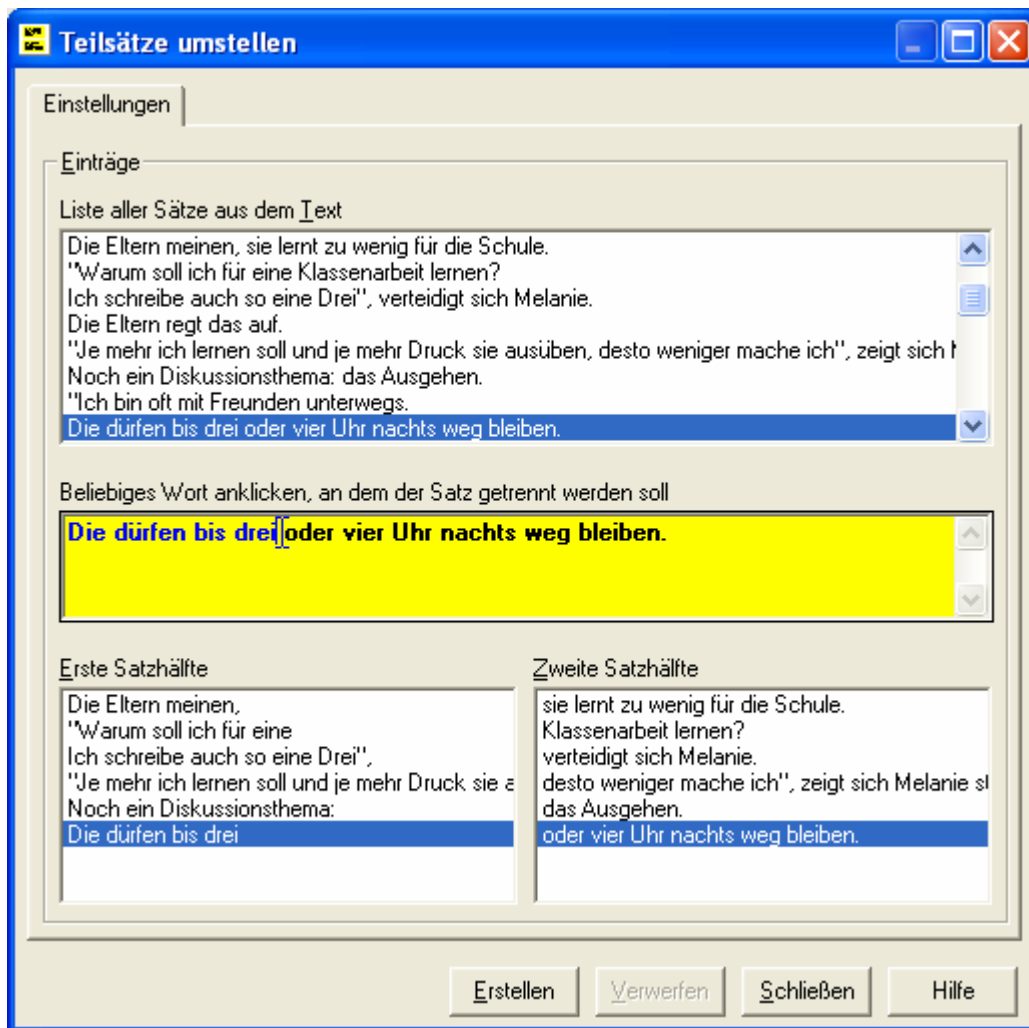 Teilsätze umstellen
Einstellungen
Einträge
Liste aller Sätze aus dem Text
Die Eltern meinen, sie lernt zu wenig für die Schule.
"Warum soll ich für eine Klassenarbeit lernen?
Ich schreibe auch so eine Drei", verteidigt sich Melanie.
Die Eltern regt das auf.
"Je mehr ich lernen soll und je mehr Druck sie ausüben, desto weniger mache ich", zeigt sich
Noch ein Diskussionsthema: das Ausgehen.
"Ich bin oft mit Freunden unterwegs.
Die dürfen bis drei oder vier Uhr nachts weg bleiben.
Beliebiges Wort anklicken, an dem der Satz getrennt werden soll
Die dürfen bis drei oder vier Uhr nachts weg bleiben.
Erste Satzhälfte
Die Eltern meinen,
"Warum soll ich für eine
Ich schreibe auch so eine Drei",
"Je mehr ich lernen soll und je mehr Druck sie a
Noch ein Diskussionsthema:
Die dürfen bis drei
Zweite Satzhälfte
sie lernt zu wenig für die Schule.
Klassenarbeit lernen?
verteidigt sich Melanie.
desto weniger mache ich", zeigt sich Melanie st
das Ausgehen.
oder vier Uhr nachts weg bleiben.
Erstellen Verwerfen Schließen Hilfe